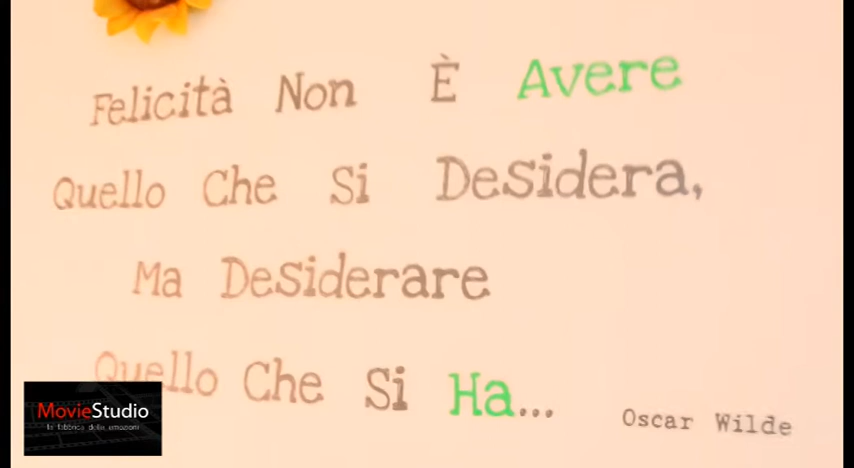 Felicità Non È Avere
Quello Che Si Desidera,
Ma Desiderare
Quello Che Si Ha...
Oscar Wilde
MovieStudio
la fabbrica delle emozioni